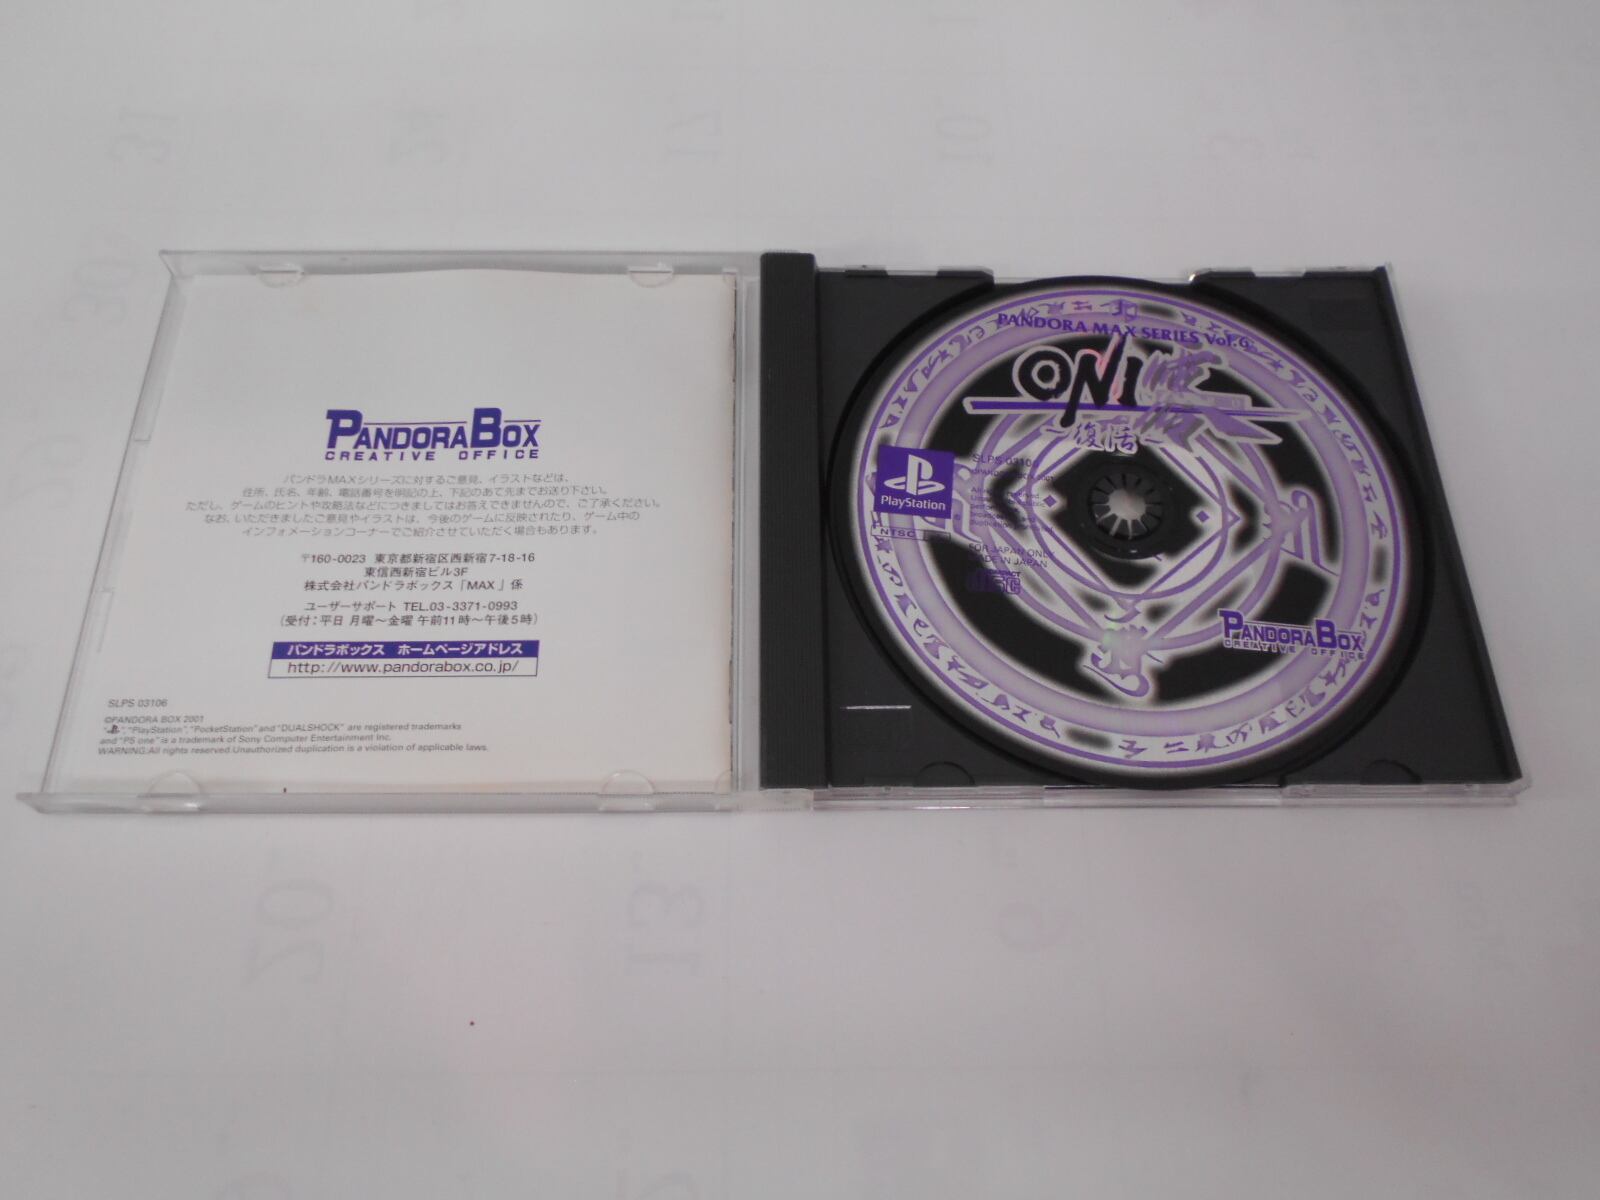 PANDORA BOX
CREATIVE OFFICE
パンドラMAXシリーズに対するご意見、イラストなどは、
住所、氏名、年齢、電話番号を明記の上、下記のあて先までお送り下さい。
ただし、ゲームのヒントや攻略法などにつきましてはお答えできませんので、ご了承ください。
なお、いただきましたご意見やイラストは、今後のゲームに反映されたり、ゲーム中の
インフォメーションコーナーでご紹介させていただく場合もあります。
〒160-0023 東京都新宿区西新宿7-18-16
東信西新宿ビル3F
株式会社パンドラボックス「MAX」係
ユーザーサポート TEL.03-3371-0993
(受付:平日 月曜〜金曜 午前11時〜午後5時)
パンドラボックス ホームページアドレス
http://www.pandorabox.co.jp/
SLPS 03106
©PANDORA BOX 2001
" ", "PlayStation", "PocketStation" and "DUALSHOCK" are registered trademarks
and "PS one" is a trademark of Sony Computer Entertainment Inc.
WARNING:All rights reserved.Unauthorized duplication is a violation of applicable laws.
PANDORA MAX SERIES Vol.6
ONI
〜復活〜
PlayStation
NTSC
SLPS 03106
FOR JAPAN ONLY
MADE IN JAPAN
PANDORA BOX
CREATIVE OFFICE
31
24
17
10
3
30
20
13